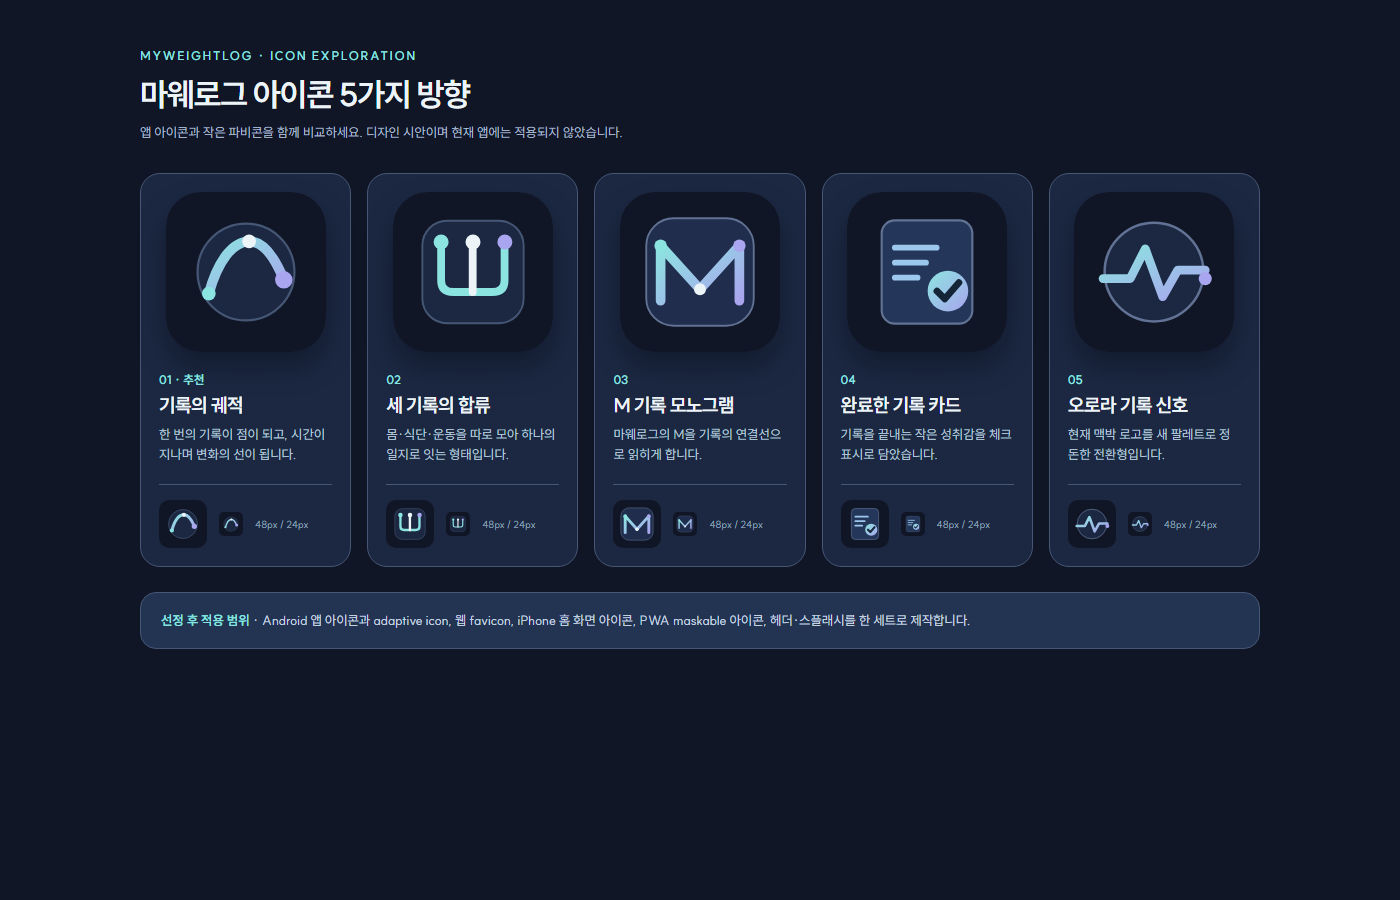 MYWEIGHTLOG · ICON EXPLORATION
마웨로그 아이콘 5가지 방향
앱 아이콘과 작은 파비콘을 함께 비교하세요. 디자인 시안이며 현재 앱에는 적용되지 않았습니다.
01 · 추천
기록의 궤적
한 번의 기록이 점이 되고, 시간이
지나며 변화의 선이 됩니다.
48px / 24px
02
세 기록의 합류
몸·식단·운동을 따로 모아 하나의
일지로 잇는 형태입니다.
48px / 24px
03
M 기록 모노그램
마웨로그의 M을 기록의 연결선으
로 읽히게 합니다.
48px / 24px
04
완료한 기록 카드
기록을 끝내는 작은 성취감을 체크
표시로 담았습니다.
48px / 24px
05
오로라 기록 신호
현재 맥박 로고를 새 팔레트로 정
돈한 전환형입니다.
48px / 24px
선정 후 적용 범위 · Android 앱 아이콘과 adaptive icon, 웹 favicon, iPhone 홈 화면 아이콘, PWA maskable 아이콘, 헤더·스플래시를 한 세트로 제작합니다.